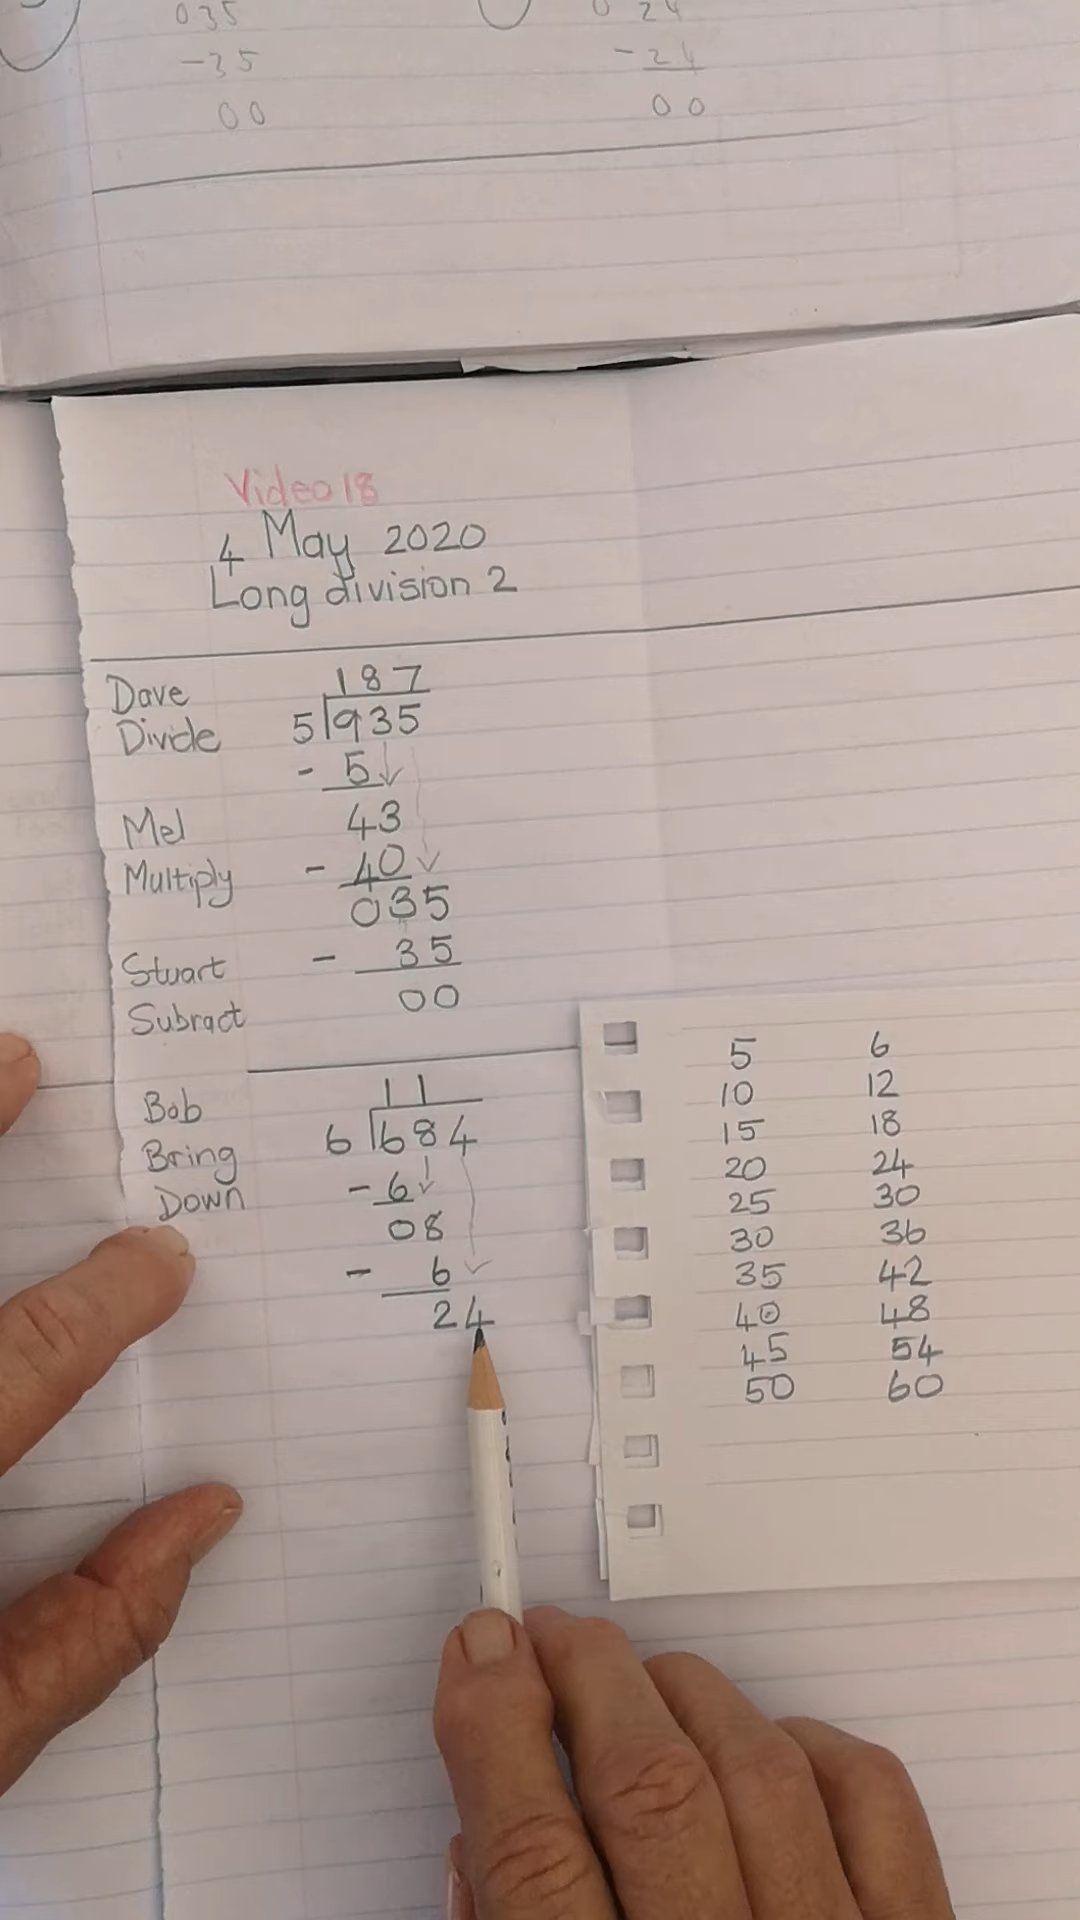 035
-35
00
024
-24
00
Video 18
4 May 2020
Long division 2
Dave
Divide
Mel
Multiply
Stuart
Subract
Bob
Bring
Down
187
5 935
- 5
43
- 40
035
- 35
00
11
6 684
- 6
08
- 6
24
5 6
10 12
15 18
20 24
25 30
30 36
35 42
40 48
45 54
50 60